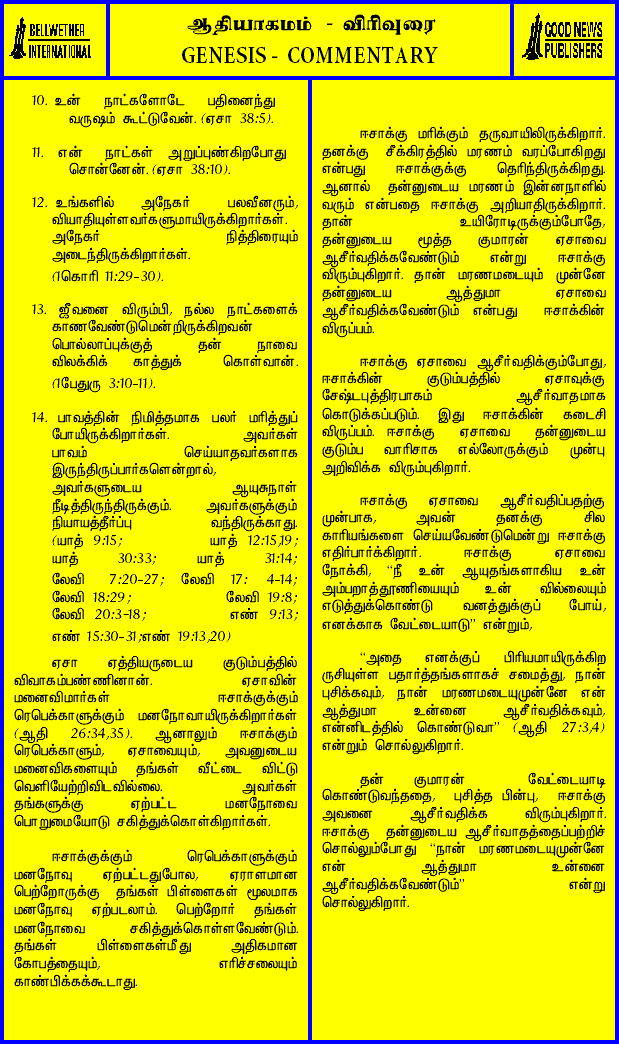 BELLWETHER
INTERNATIONAL
ஆதியாகமம் - விரிவுரை
GENESIS - COMMENTARY
GOOD NEWS
PUBLISHERS
10. உன் நாட்களோடே பதினைந்து
வருஷம் கூட்டுவேன். (ஏசா 38:5).
11. என் நாட்கள் அறுப்புண்கிறபோது
சொன்னேன். (ஏசா 38:10).
12. உங்களில் அநேகர் பலவீனரும்,
வியாதியுள்ளவர்களுமாயிருக்கிறார்கள்.
அநேகர் நித்திரையும்
அடைந்திருக்கிறார்கள்.
(1கொரி 11:29-30).
13. ஜீவனை விரும்பி, நல்ல நாட்களைக்
காணவேண்டுமென்றிருக்கிறவன்
பொல்லாப்புக்குத் தன் நாவை
விலக்கிக் காத்துக் கொள்வான்.
(1பேதுரு 3:10-11).
14. பாவத்தின் நிமித்தமாக பலர் மரித்துப்
போயிருக்கிறார்கள். அவர்கள்
பாவம் செய்யாதவர்களாக
இருந்திருப்பார்களென்றால்,
அவர்களுடைய ஆயுசுநாள்
நீடித்திருந்திருக்கும். அவர்களுக்கும்
நியாயத்தீர்ப்பு வந்திருக்காது.
(யாத் 9:15; யாத் 12:15,19;
யாத் 30:33; யாத் 31:14;
லேவி 7:20-27; லேவி 17: 4-14;
லேவி 18:29; லேவி 19:8;
லேவி 20:3-18; எண் 9:13;
எண் 15:30-31;எண் 19:13,20)
ஏசா ஏத்தியருடைய குடும்பத்தில்
விவாகம்பண்ணினான். ஏசாவின்
மனைவிமார்கள் ஈசாக்குக்கும்
ரெபெக்காளுக்கும் மனநோவாயிருக்கிறார்கள்
(ஆதி 26:34,35). ஆனாலும் ஈசாக்கும்
ரெபெக்காளும், ஏசாவையும், அவனுடைய
மனைவிகளையும் தங்கள் வீட்டை விட்டு
வெளியேற்றிவிடவில்லை. அவர்கள்
தங்களுக்கு ஏற்பட்ட மனநோவை
பொறுமையோடு சகித்துக்கொள்கிறார்கள்.
ஈசாக்குக்கும் ரெபெக்காளுக்கும்
மனநோவு ஏற்பட்டதுபோல, ஏராளமான
பெற்றோருக்கு தங்கள் பிள்ளைகள் மூலமாக
மனநோவு ஏற்படலாம். பெற்றோர் தங்கள்
மனநோவை சகித்துக்கொள்ளவேண்டும்.
தங்கள் பிள்ளைகள்மீது அதிகமான
கோபத்தையும், எரிச்சலையும்
காண்பிக்கக்கூடாது.
ஈசாக்கு மரிக்கும் தருவாயிலிருக்கிறார்.
தனக்கு சீக்கிரத்தில் மரணம் வரப்போகிறது
என்பது ஈசாக்குக்கு தெரிந்திருக்கிறது.
ஆனால் தன்னுடைய மரணம் இன்னநாளில்
வரும் என்பதை ஈசாக்கு அறியாதிருக்கிறார்.
தான் உயிரோடிருக்கும்போதே,
தன்னுடைய மூத்த குமாரன் ஏசாவை
ஆசீர்வதிக்கவேண்டும் என்று ஈசாக்கு
விரும்புகிறார். தான் மரணமடையும் முன்னே
தன்னுடைய ஆத்துமா ஏசாவை
ஆசீர்வதிக்கவேண்டும் என்பது ஈசாக்கின்
விருப்பம்.
ஈசாக்கு ஏசாவை ஆசீர்வதிக்கும்போது,
ஈசாக்கின் குடும்பத்தில் ஏசாவுக்கு
சேஷ்டபுத்திரபாகம் ஆசீர்வாதமாக
கொடுக்கப்படும். இது ஈசாக்கின் கடைசி
விருப்பம். ஈசாக்கு ஏசாவை தன்னுடைய
குடும்ப வாரிசாக எல்லோருக்கும் முன்பு
அறிவிக்க விரும்புகிறார்.
ஈசாக்கு ஏசாவை ஆசீர்வதிப்பதற்கு
முன்பாக, அவன் தனக்கு சில
காரியங்களை செய்யவேண்டுமென்று ஈசாக்கு
எதிர்பார்க்கிறார். ஈசாக்கு ஏசாவை
நோக்கி, “நீ உன் ஆயுதங்களாகிய உன்
அம்பறாத்தூணியையும் உன் வில்லையும்
எடுத்துக்கொண்டு வனத்துக்குப் போய்,
எனக்காக வேட்டையாடு” என்றும்,
“அதை எனக்குப் பிரியமாயிருக்கிற
ருசியுள்ள பதார்த்தங்களாகச் சமைத்து, நான்
புசிக்கவும், நான் மரணமடையுமுன்னே என்
ஆத்துமா உன்னை ஆசீர்வதிக்கவும்,
என்னிடத்தில் கொண்டுவா” (ஆதி 27:3,4)
என்றும் சொல்லுகிறார்.
தன் குமாரன் வேட்டையாடி
கொண்டுவந்ததை, புசித்த பின்பு, ஈசாக்கு
அவனை ஆசீர்வதிக்க விரும்புகிறார்.
ஈசாக்கு தன்னுடைய ஆசீர்வாதத்தைப்பற்றிச்
சொல்லும்போது “நான் மரணமடையுமுன்னே
என் ஆத்துமா உன்னை
ஆசீர்வதிக்கவேண்டும்” என்று
சொல்லுகிறார்.